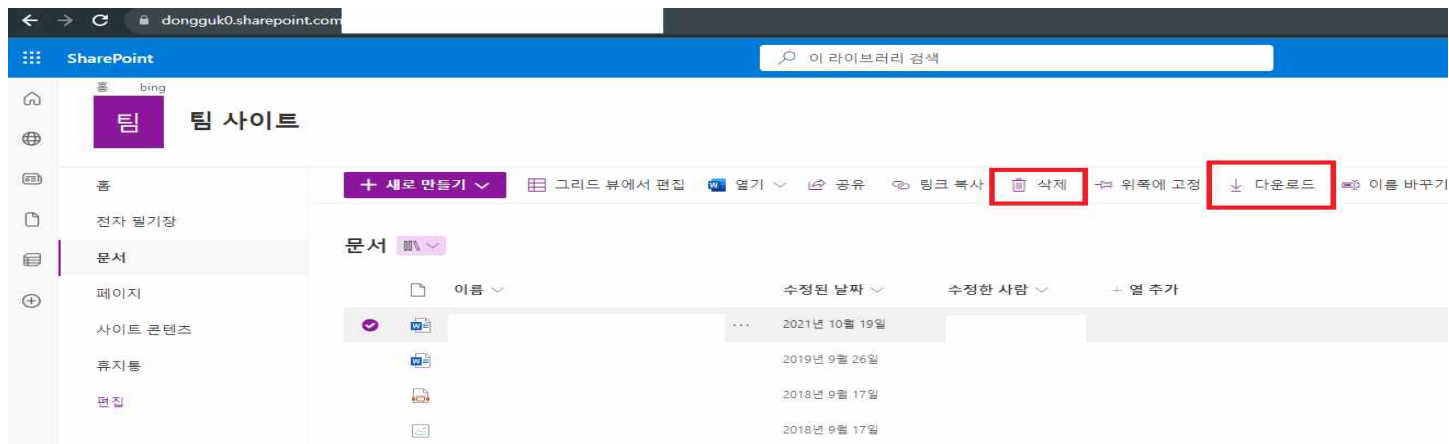 dongguk0.sharepoint.com
SharePoint
이 라이브러리 검색
홈 bing
팀
팀 사이트
홈
전자 필기장
문서
페이지
사이트 콘텐츠
휴지통
편집
+ 새로 만들기
그리드 뷰에서 편집
열기
공유
링크 복사
삭제
위쪽에 고정
다운로드
이름 바꾸기
문서
이름
수정된 날짜
수정한 사람
+ 열 추가
2021년 10월 19일
2019년 9월 26일
2018년 9월 17일
2018년 9월 17일